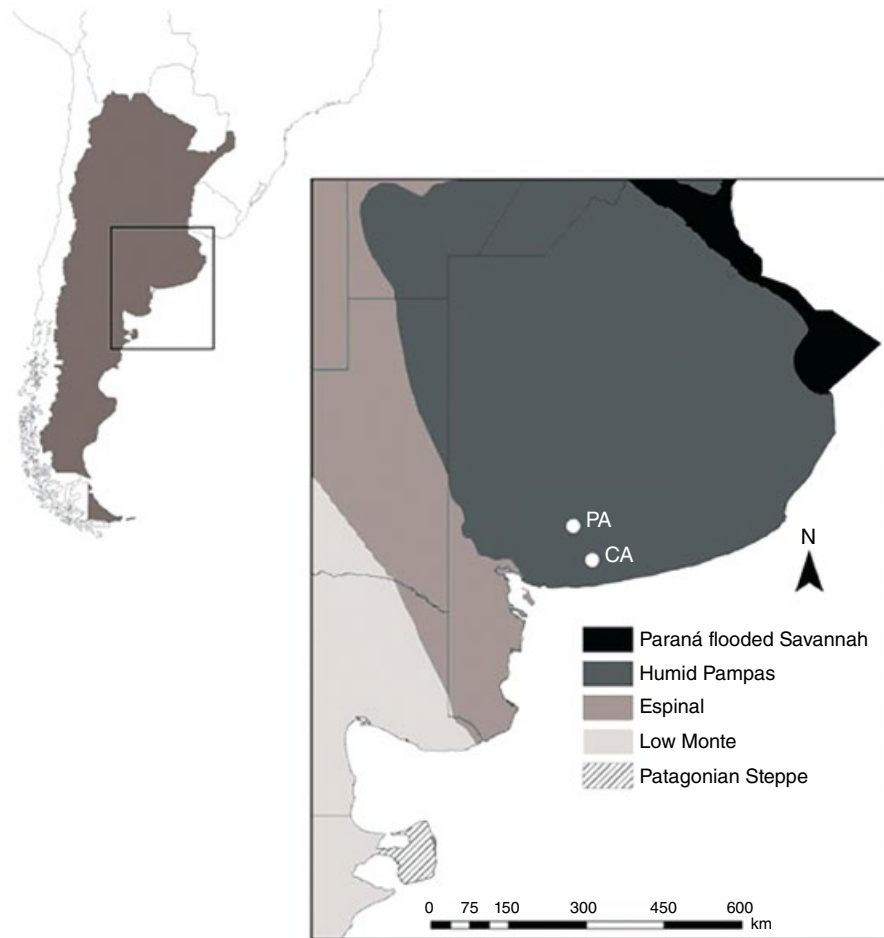 PA
CA
N
Paraná flooded Savannah
Humid Pampas
Espinal
Low Monte
Patagonian Steppe
0 75 150 300 450 600
km